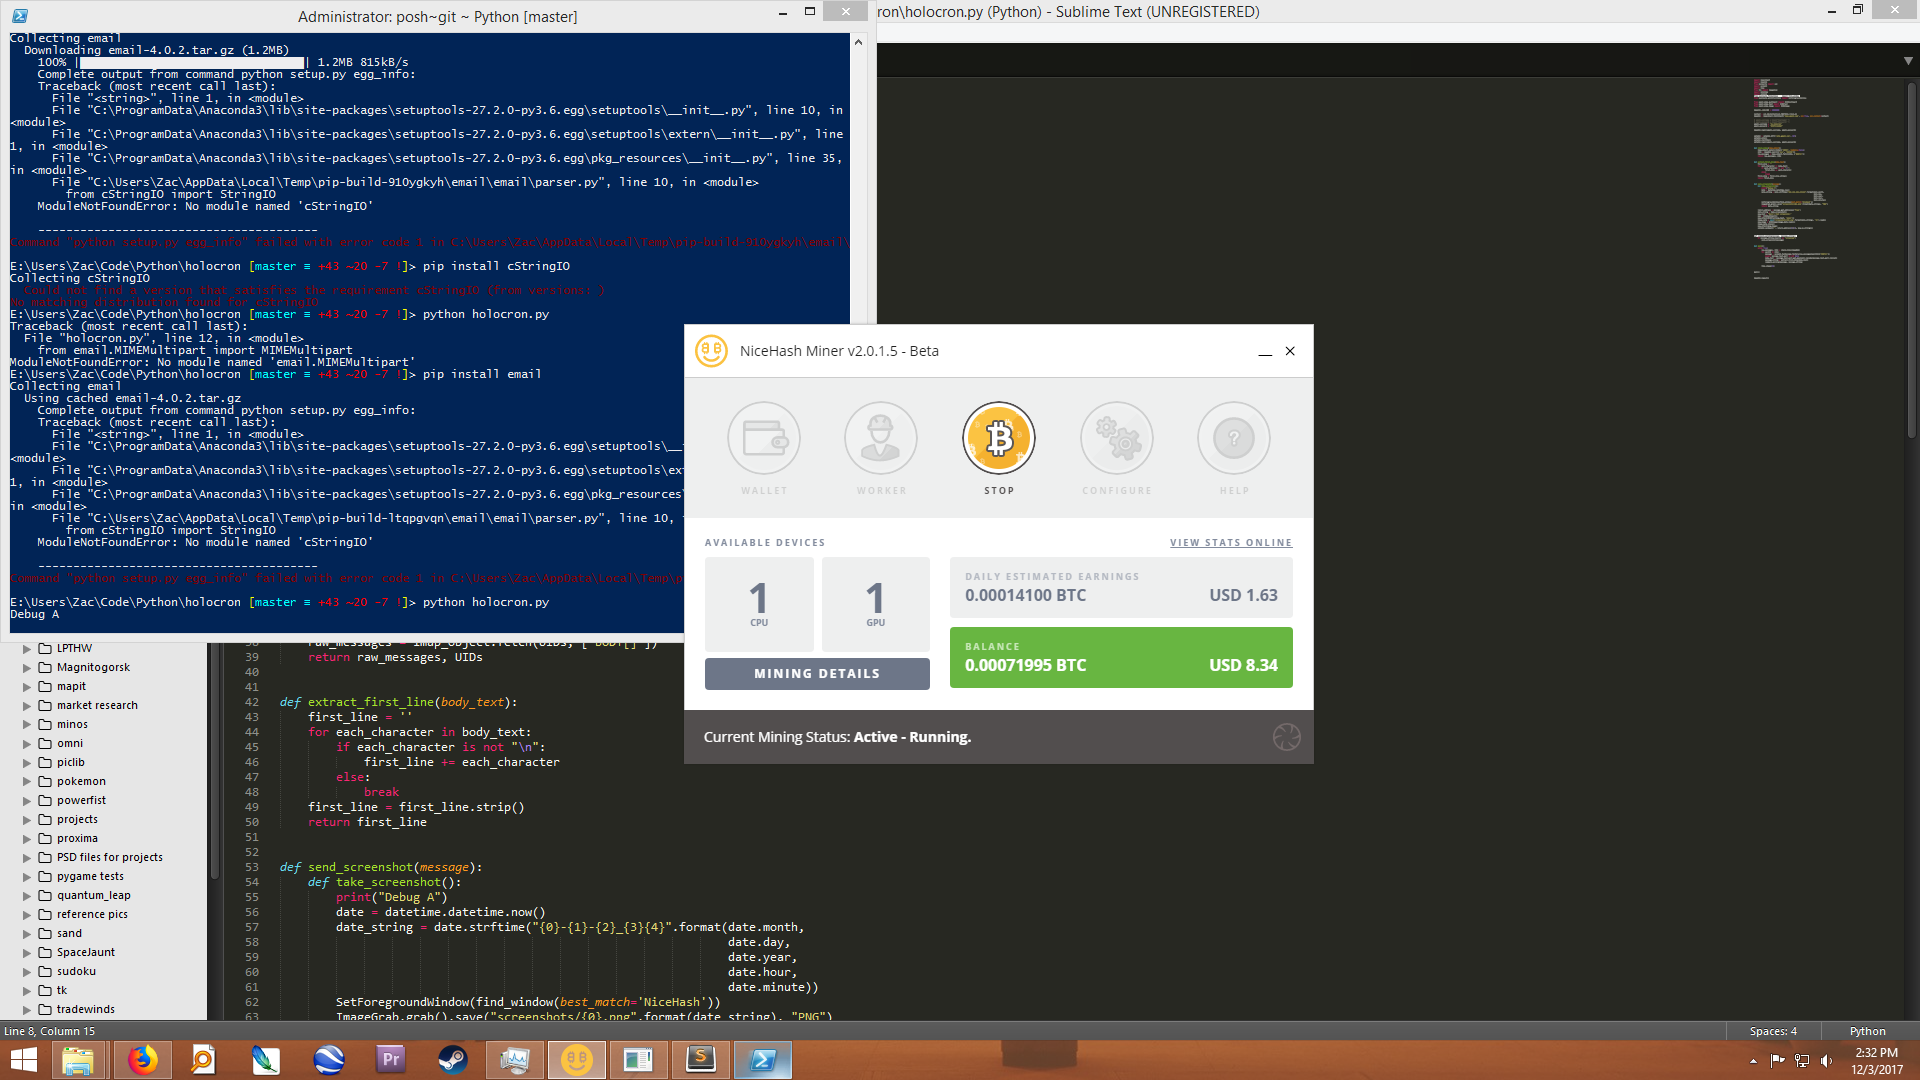 Administrator: posh~git ~ Python [master]
Collecting email
  Downloading email-4.0.2.tar.gz (1.2MB)
    100% | | 1.2MB 815kB/s
    Complete output from command python setup.py egg_info:
    Traceback (most recent call last):
      File "<string>", line 1, in <module>
      File "C:\ProgramData\Anaconda3\lib\site-packages\setuptools-27.2.0-py3.6.egg\setuptools\__init__.py", line 10, in
<module>
      File "C:\ProgramData\Anaconda3\lib\site-packages\setuptools-27.2.0-py3.6.egg\setuptools\extern\__init__.py", line
1, in <module>
      File "C:\ProgramData\Anaconda3\lib\site-packages\setuptools-27.2.0-py3.6.egg\pkg_resources\__init__.py", line 35,
in <module>
      File "C:\Users\Zac\AppData\Local\Temp\pip-build-910ygkyh\email\email\parser.py", line 10, in <module>
        from cStringIO import StringIO
    ModuleNotFoundError: No module named 'cStringIO'
    ----------------------------------------
Command "python setup.py egg_info" failed with error code 1 in C:\Users\Zac\AppData\Local\Temp\pip-build-910ygkyh\email\
E:\Users\Zac\Code\Python\holocron [master ≡ +43 ~20 -7 !]> pip install cStringIO
Collecting cStringIO
  Could not find a version that satisfies the requirement cStringIO (from versions: )
No matching distribution found for cStringIO
E:\Users\Zac\Code\Python\holocron [master ≡ +43 ~20 -7 !]> python holocron.py
Traceback (most recent call last):
  File "holocron.py", line 12, in <module>
    from email.MIMEMultipart import MIMEMultipart
ModuleNotFoundError: No module named 'email.MIMEMultipart'
E:\Users\Zac\Code\Python\holocron [master ≡ +43 ~20 -7 !]> pip install email
Collecting email
  Using cached email-4.0.2.tar.gz
    Complete output from command python setup.py egg_info:
    Traceback (most recent call last):
      File "<string>", line 1, in <module>
      File "C:\ProgramData\Anaconda3\lib\site-packages\setuptools-27.2.0-py3.6.egg\setuptools\__
<module>
      File "C:\ProgramData\Anaconda3\lib\site-packages\setuptools-27.2.0-py3.6.egg\setuptools\ex
1, in <module>
      File "C:\ProgramData\Anaconda3\lib\site-packages\setuptools-27.2.0-py3.6.egg\pkg_resources\
in <module>
      File "C:\Users\Zac\AppData\Local\Temp\pip-build-ltqpgvqn\email\email\parser.py", line 10,
        from cStringIO import StringIO
    ModuleNotFoundError: No module named 'cStringIO'
    ----------------------------------------
Command "python setup.py egg_info" failed with error code 1 in C:\Users\Zac\AppData\Local\Temp\p
E:\Users\Zac\Code\Python\holocron [master ≡ +43 ~20 -7 !]> python holocron.py
Debug A
ron\holocron.py (Python) - Sublime Text (UNREGISTERED)
NiceHash Miner v2.0.1.5 - Beta
WALLET
WORKER
STOP
CONFIGURE
HELP
AVAILABLE DEVICES
VIEW STATS ONLINE
1
CPU
1
GPU
MINING DETAILS
DAILY ESTIMATED EARNINGS
0.00014100 BTC USD 1.63
BALANCE
0.00071995 BTC USD 8.34
Current Mining Status: Active - Running.
LPTHW
Magnitogorsk
mapit
market research
minos
omni
piclib
pokemon
powerfist
projects
proxima
PSD files for projects
pygame tests
quantum_leap
reference pics
sand
SpaceJaunt
sudoku
tk
tradewinds
38 raw_messages = imap_object.fetch(UIDs, ['BODY[]'])
39 return raw_messages, UIDs
40
41
42 def extract_first_line(body_text):
43 first_line = ''
44 for each_character in body_text:
45 if each_character is not "\n":
46 first_line += each_character
47 else:
48 break
49 first_line = first_line.strip()
50 return first_line
51
52
53 def send_screenshot(message):
54 def take_screenshot():
55 print("Debug A")
56 date = datetime.datetime.now()
57 date_string = date.strftime("{0}-{1}-{2}_{3}{4}".format(date.month,
58 date.day,
59 date.year,
60 date.hour,
61 date.minute))
62 SetForegroundWindow(find_window(best_match='NiceHash'))
63 ImageGrab.grab().save("screenshots/{0}.png".format(date_string), "PNG")
Line 8, Column 15
Spaces: 4
Python
Pr
S
2:32 PM
12/3/2017